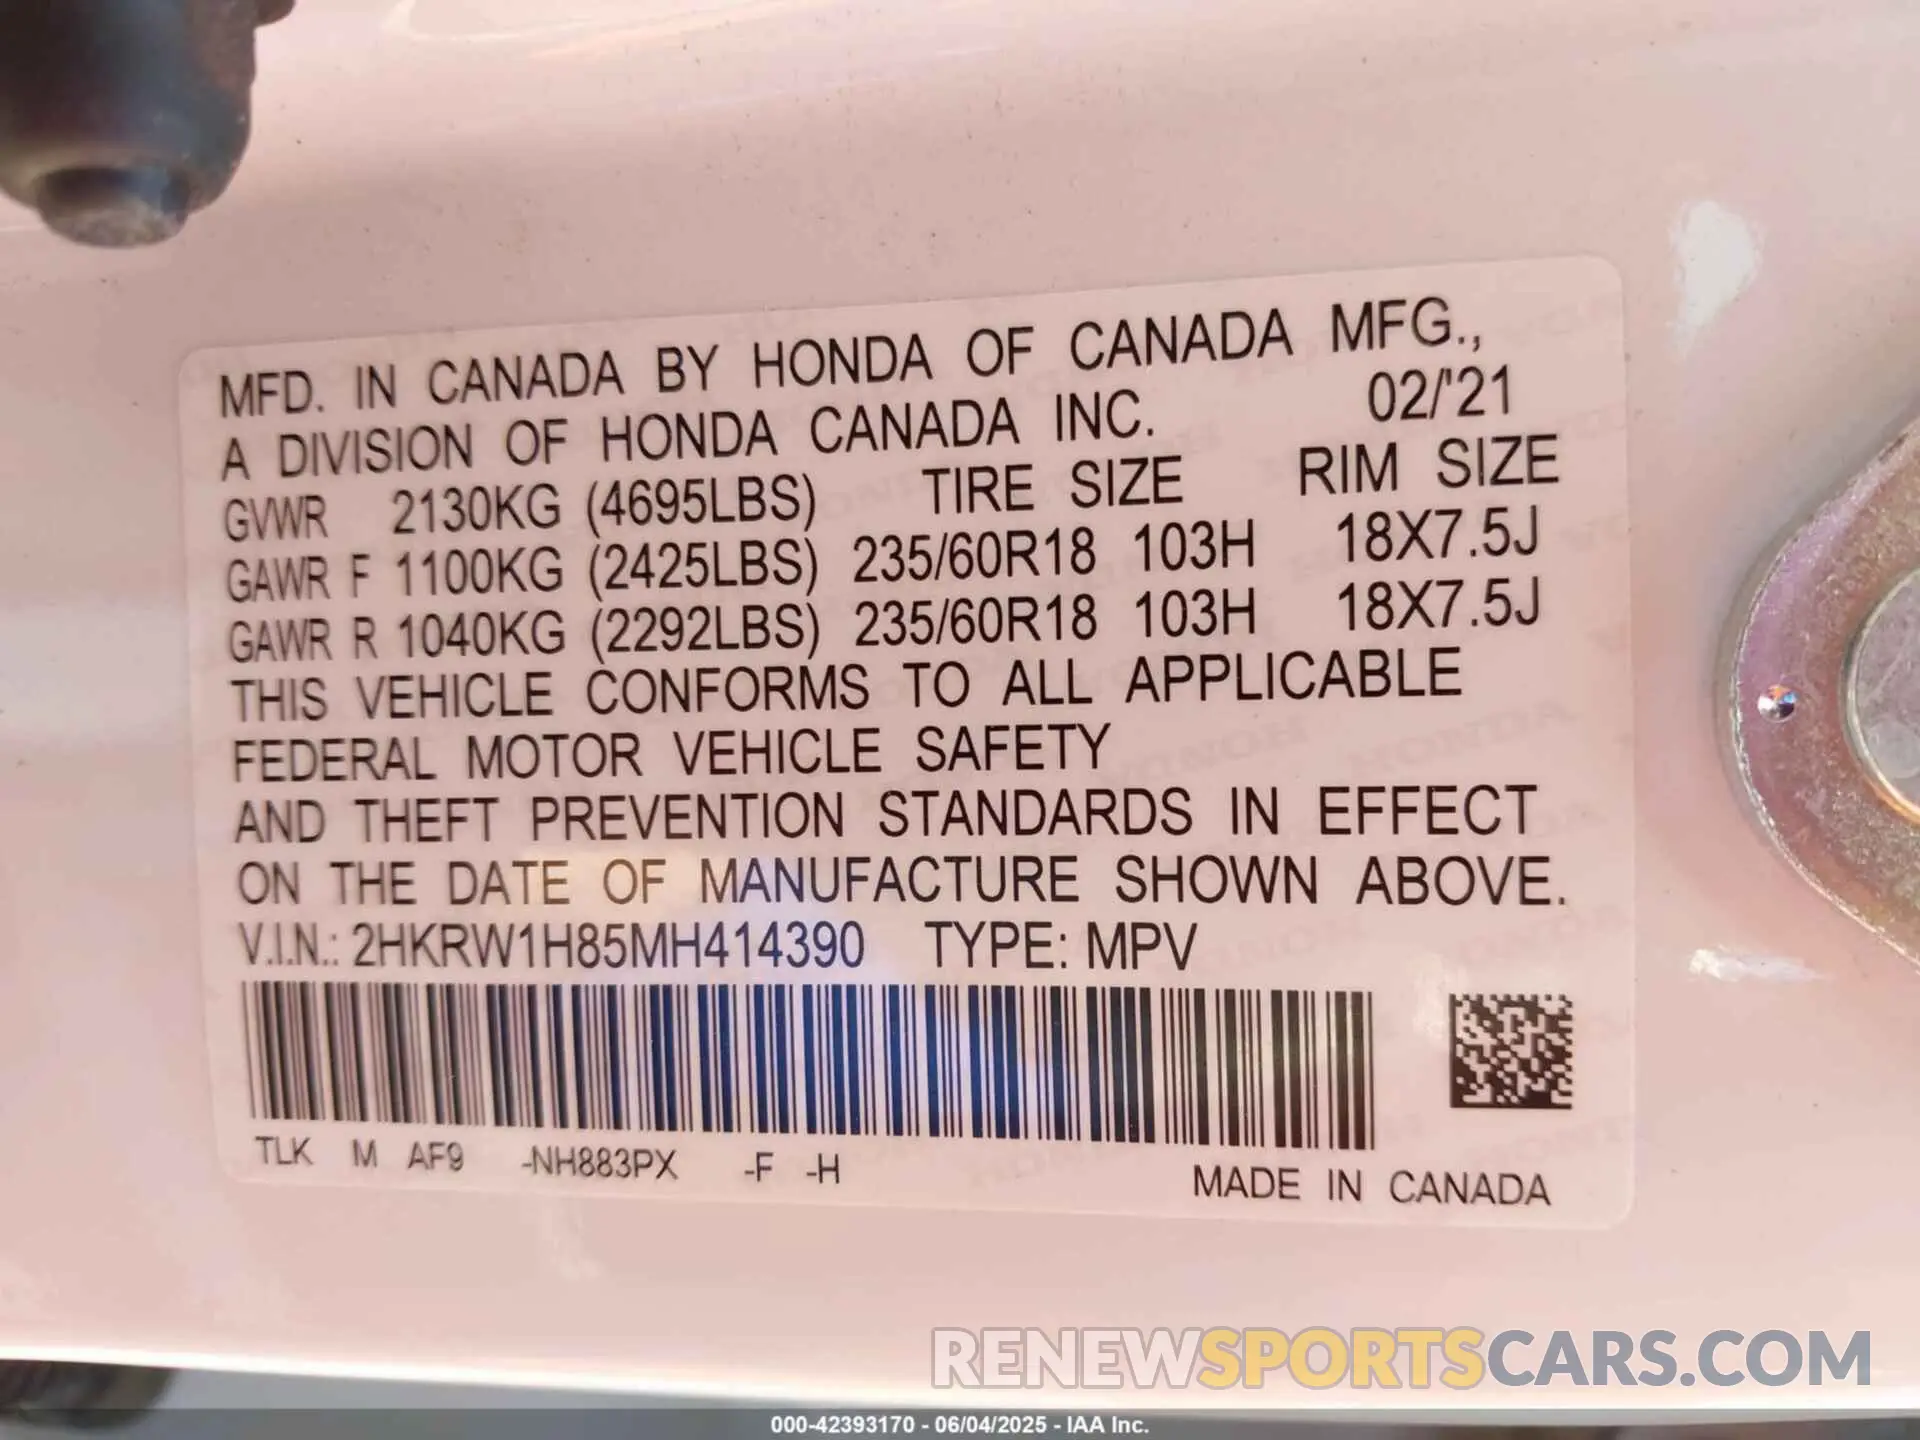 MFD. IN CANADA BY HONDA OF CANADA MFG.,
A DIVISION OF HONDA CANADA INC. 02/'21
GVWR 2130KG (4695LBS) TIRE SIZE RIM SIZE
GAWR F 1100KG (2425LBS) 235/60R18 103H 18X7.5J
GAWR R 1040KG (2292LBS) 235/60R18 103H 18X7.5J
THIS VEHICLE CONFORMS TO ALL APPLICABLE
FEDERAL MOTOR VEHICLE SAFETY
AND THEFT PREVENTION STANDARDS IN EFFECT
ON THE DATE OF MANUFACTURE SHOWN ABOVE.
V.I.N.: 2HKRW1H85MH414390 TYPE: MPV
TLK M AF9 -NH883PX -F -H
MADE IN CANADA
RENEWSPORTSCARS.COM
000-42393170 - 06/04/2025 - IAA Inc.